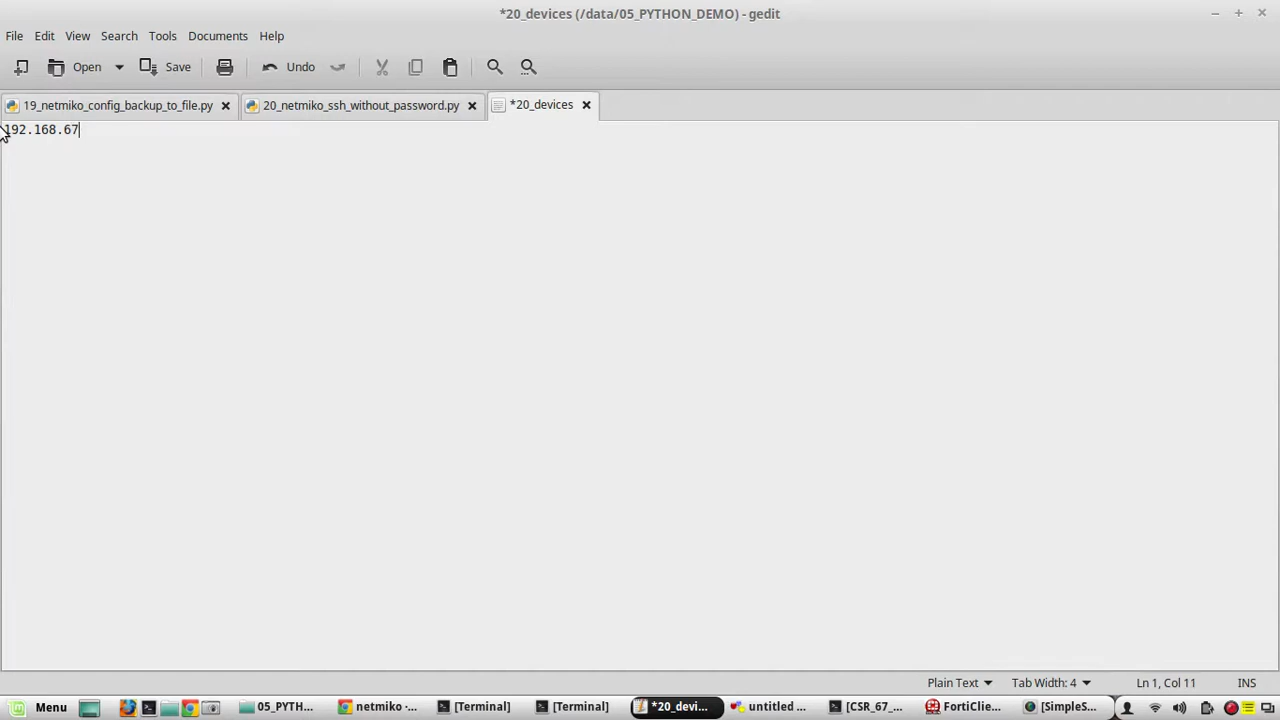 *20_devices (/data/05_PYTHON_DEMO) - gedit
File Edit View Search Tools Documents Help
Open Save Undo
19_netmiko_config_backup_to_file.py 20_netmiko_ssh_without_password.py *20_devices
192.168.67
Plain Text Tab Width: 4 Ln 1, Col 11 INS
Menu 05_PYTH... netmiko -... [Terminal] [Terminal] *20_devi... untitled ... [CSR_67_... FortiClie... [SimpleS...